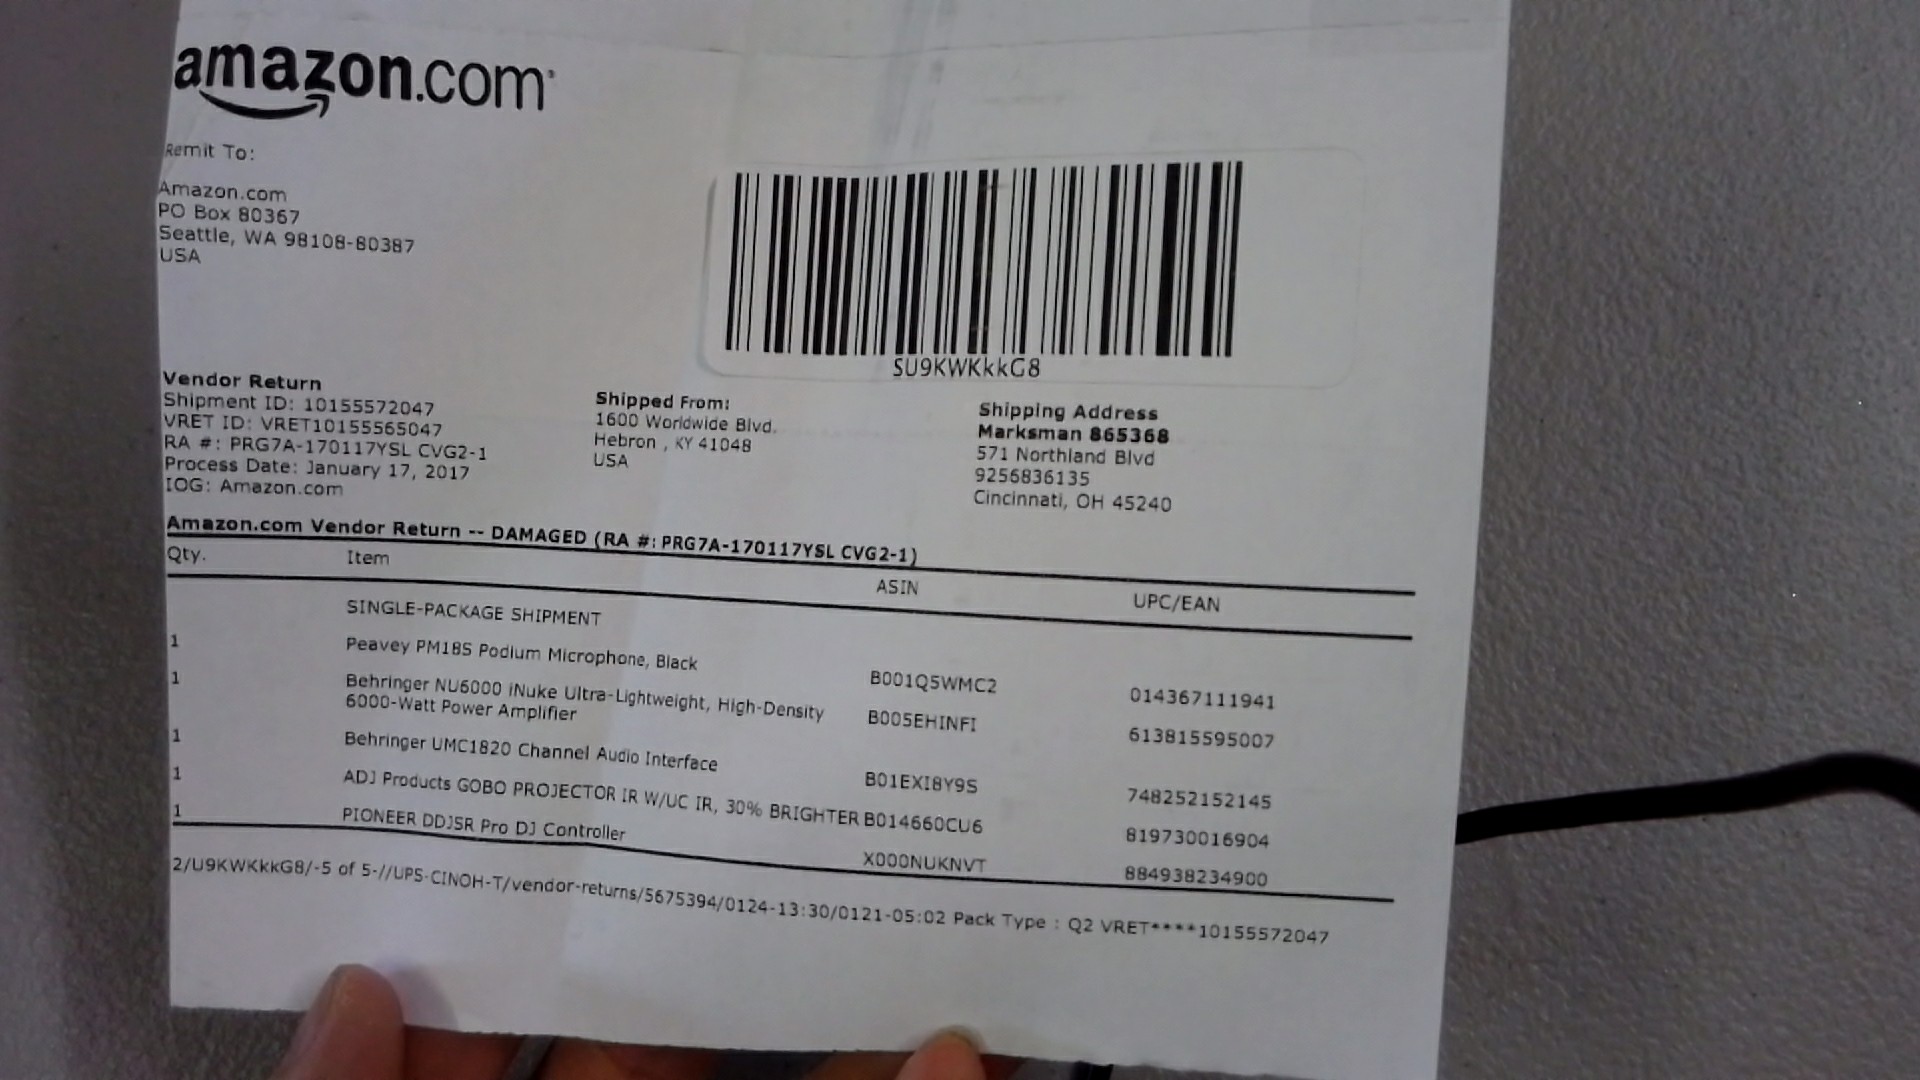 amazon.com
Remit To:
Amazon.com
PO Box 80367
Seattle, WA 98108-80387
USA
SU9KWKkkG8
Vendor Return
Shipment ID: 10155572047
VRET ID: VRET10155565047
RA #: PRG7A-170117YSL CVG2-1
Process Date: January 17, 2017
IOG: Amazon.com
Shipped From:
1600 Worldwide Blvd.
Hebron , KY 41048
USA
Shipping Address
Marksman 865368
571 Northland Blvd
9256836135
Cincinnati, OH 45240
Amazon.com Vendor Return -- DAMAGED (RA #: PRG7A-170117YSL CVG2-1)
Qty. Item ASIN UPC/EAN
SINGLE-PACKAGE SHIPMENT
1 Peavey PM18S Podium Microphone, Black B001Q5WMC2 014367111941
1 Behringer NU6000 iNuke Ultra-Lightweight, High-Density B005EHINFI 613815595007
6000-Watt Power Amplifier
1 Behringer UMC1820 Channel Audio Interface B01EXI8Y9S 748252152145
1 ADJ Products GOBO PROJECTOR IR W/UC IR, 30% BRIGHTER B014660CU6 819730016904
1 PIONEER DDJSR Pro DJ Controller X000NUKNVT 884938234900
2/U9KWKkkG8/-5 of 5-//UPS-CINOH-T/vendor-returns/5675394/0124-13:30/0121-05:02 Pack Type : Q2 VRET****10155572047